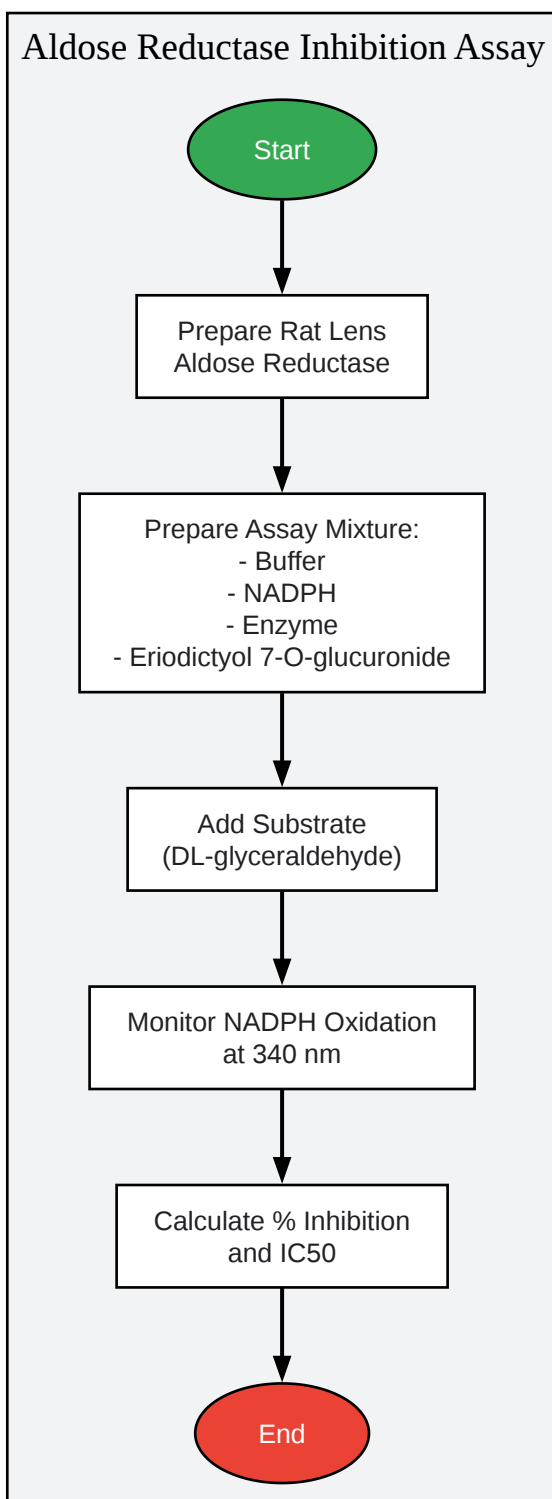 Aldose Reductase Inhibition Assay
Start
Prepare Rat Lens
Aldose Reductase
Prepare Assay Mixture:
- Buffer
- NADPH
- Enzyme
- Eriodictyol 7-O-glucuronide
Add Substrate
(DL-glyceraldehyde)
Monitor NADPH Oxidation
at 340 nm
Calculate % Inhibition
and IC50
End